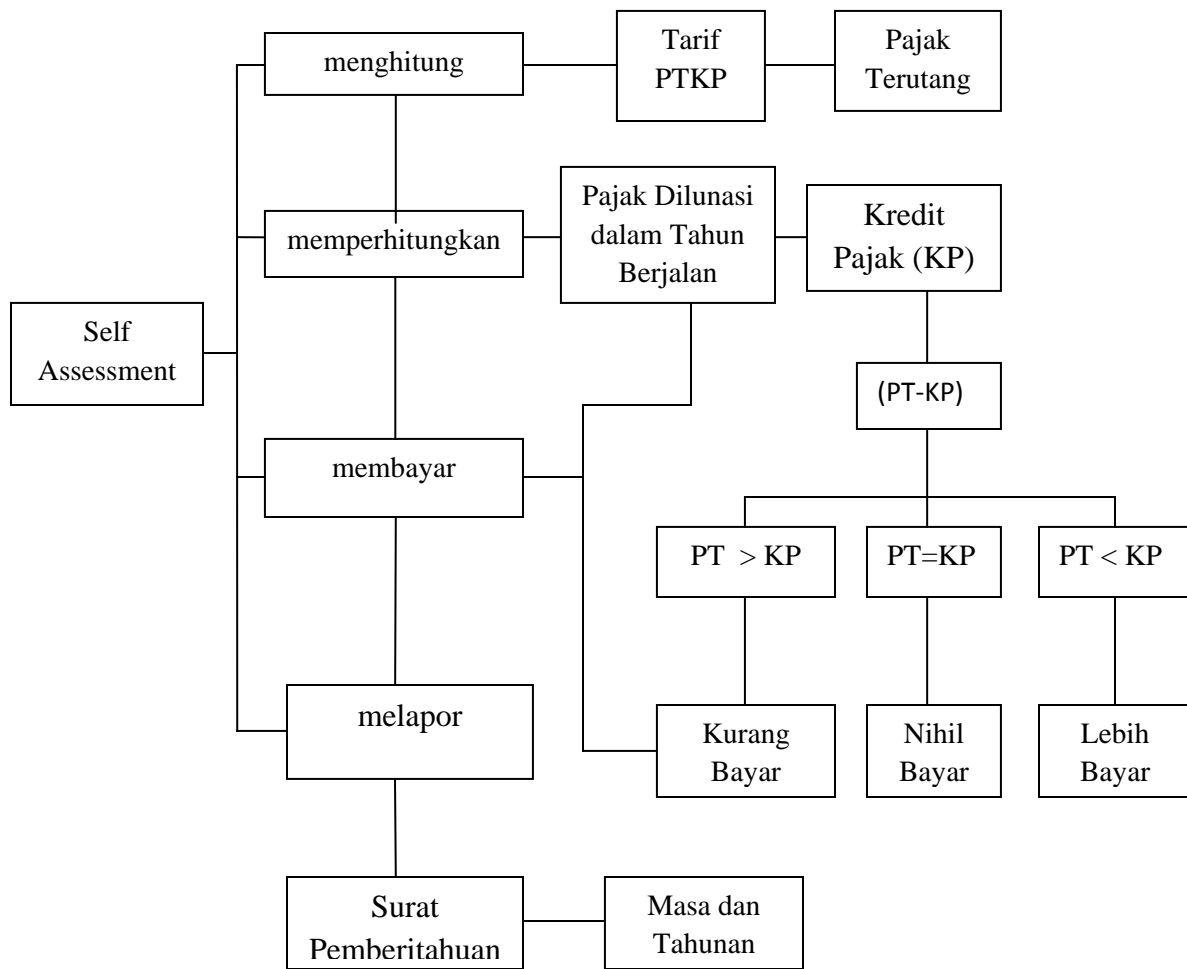 menghitung
Tarif
PTKP
Pajak
Terutang
memperhitungkan
Pajak Dilunasi
dalam Tahun
Berjalan
Kredit
Pajak (KP)
Self
Assessment
(PT-KP)
membayar
PT > KP
PT=KP
PT < KP
melapor
Kurang
Bayar
Nihil
Bayar
Lebih
Bayar
Surat
Pemberitahuan
Masa dan
Tahunan